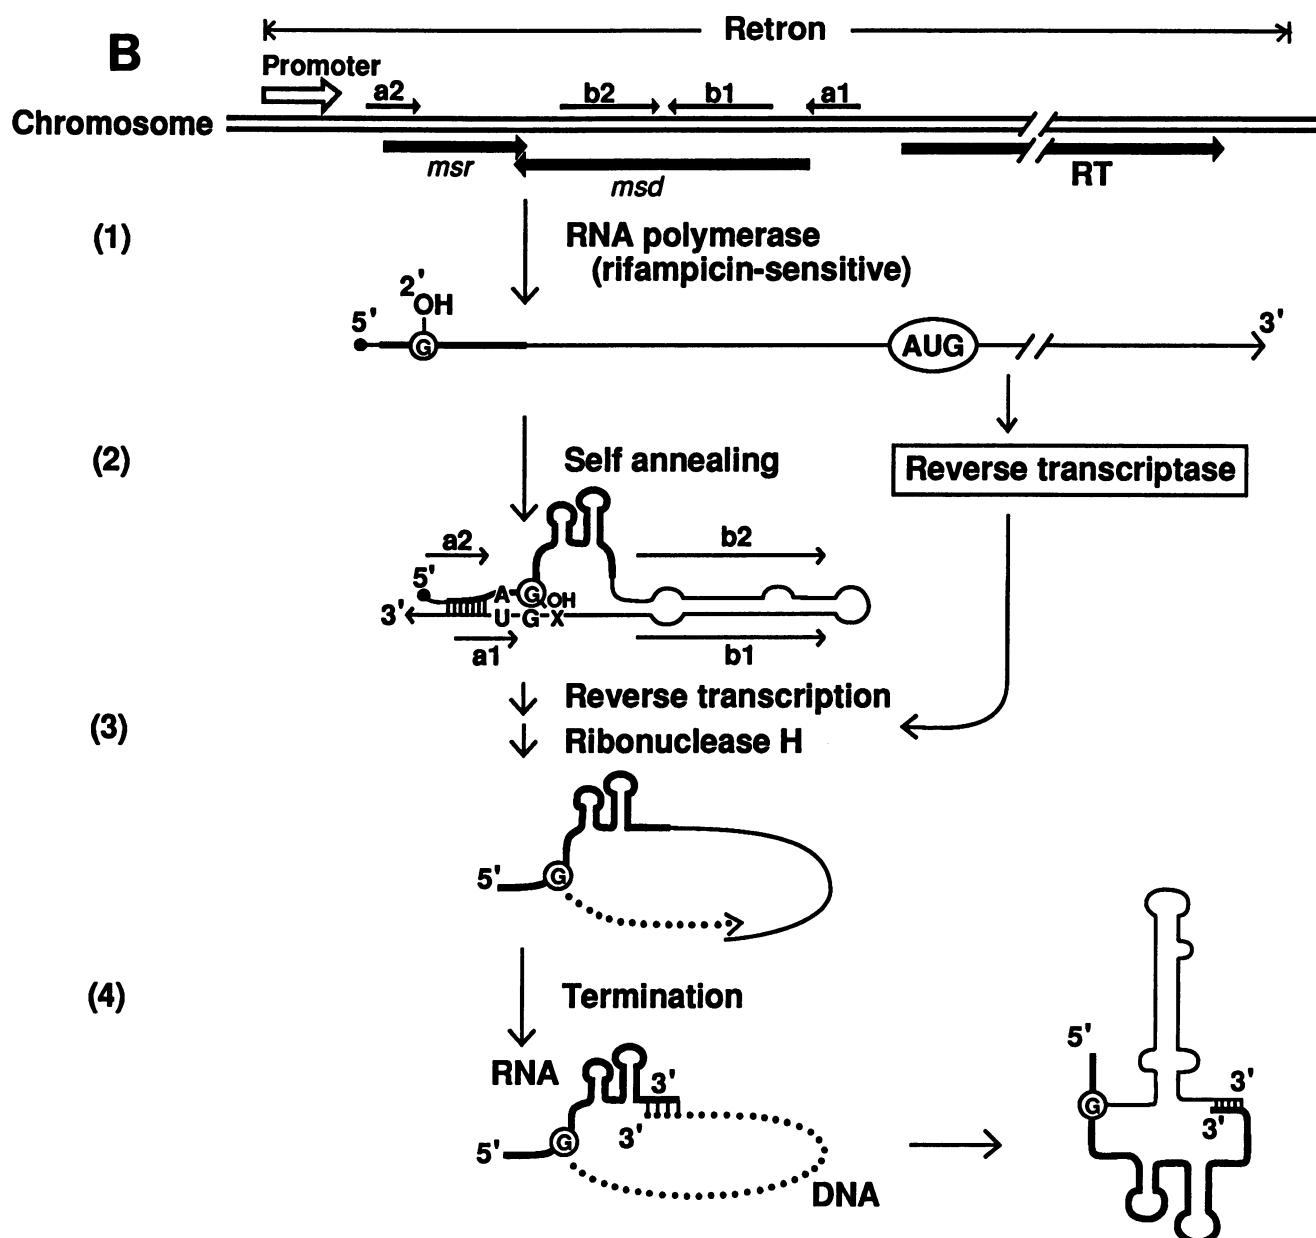 B
Retron
Promoter
a2
b2
b1
a1
Chromosome
msr
msd
RT
(1)
RNA polymerase
(rifampicin-sensitive)
2'
OH
5'
G
AUG
3'
(2)
Self annealing
Reverse transcriptase
a2
b2
5'
A G OH
3'
U-G-X
a1
b1
Reverse transcription
(3)
Ribonuclease H
5'
G
(4)
Termination
RNA
3'
3'
5'
G
DNA
5'
3'
G
3'